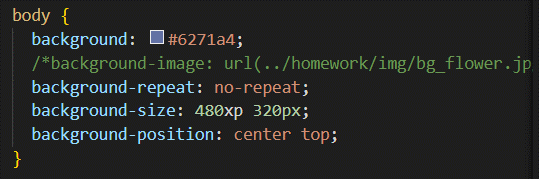 body {
background: #6271a4;
/*background-image: url(../homework/img/bg_flower.jp
background-repeat: no-repeat;
background-size: 480xp 320px;
background-position: center top;
}